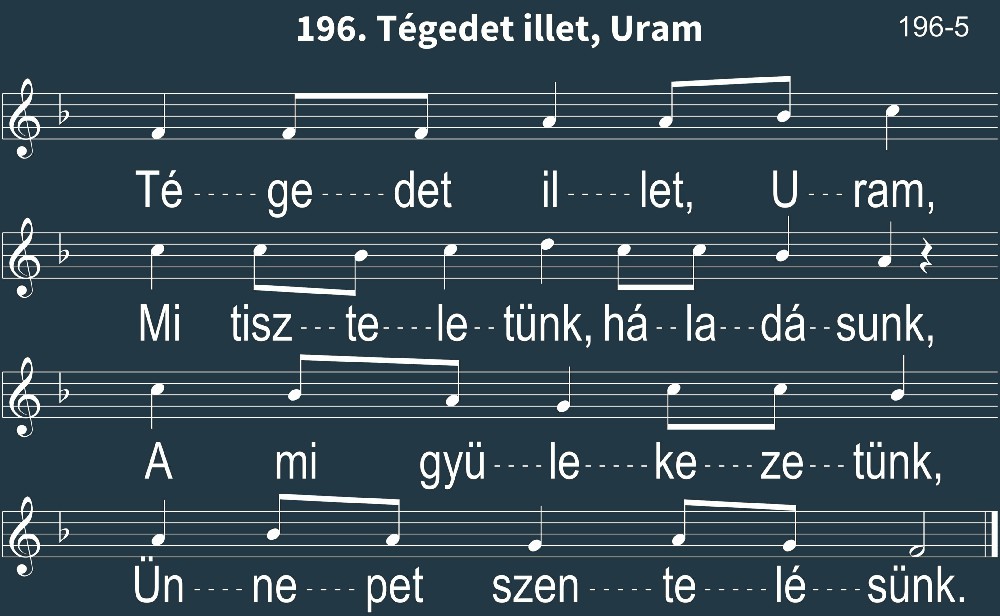 196. Tégedet illet, Uram
196-5
Té-----ge-----det il-----let, U---ram,
Mi tisz---te----le--tünk, há--la---dá--sunk,
A mi gyü----le-----ke----ze---tünk,
Ün----ne----pet szen-----te----lé---sünk.